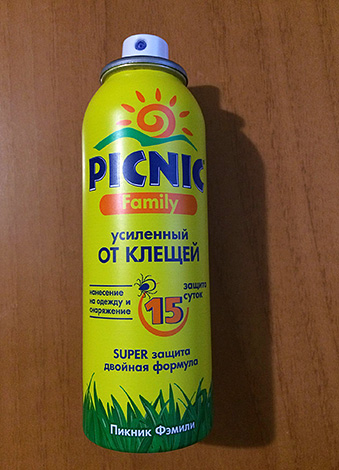 PICNIC
Family
усиленный
ОТ КЛЕЩЕЙ
нанесение
на одежду и
снаряжение
15
защита
суток
SUPER защита
двойная формула
Пикник Фэмили